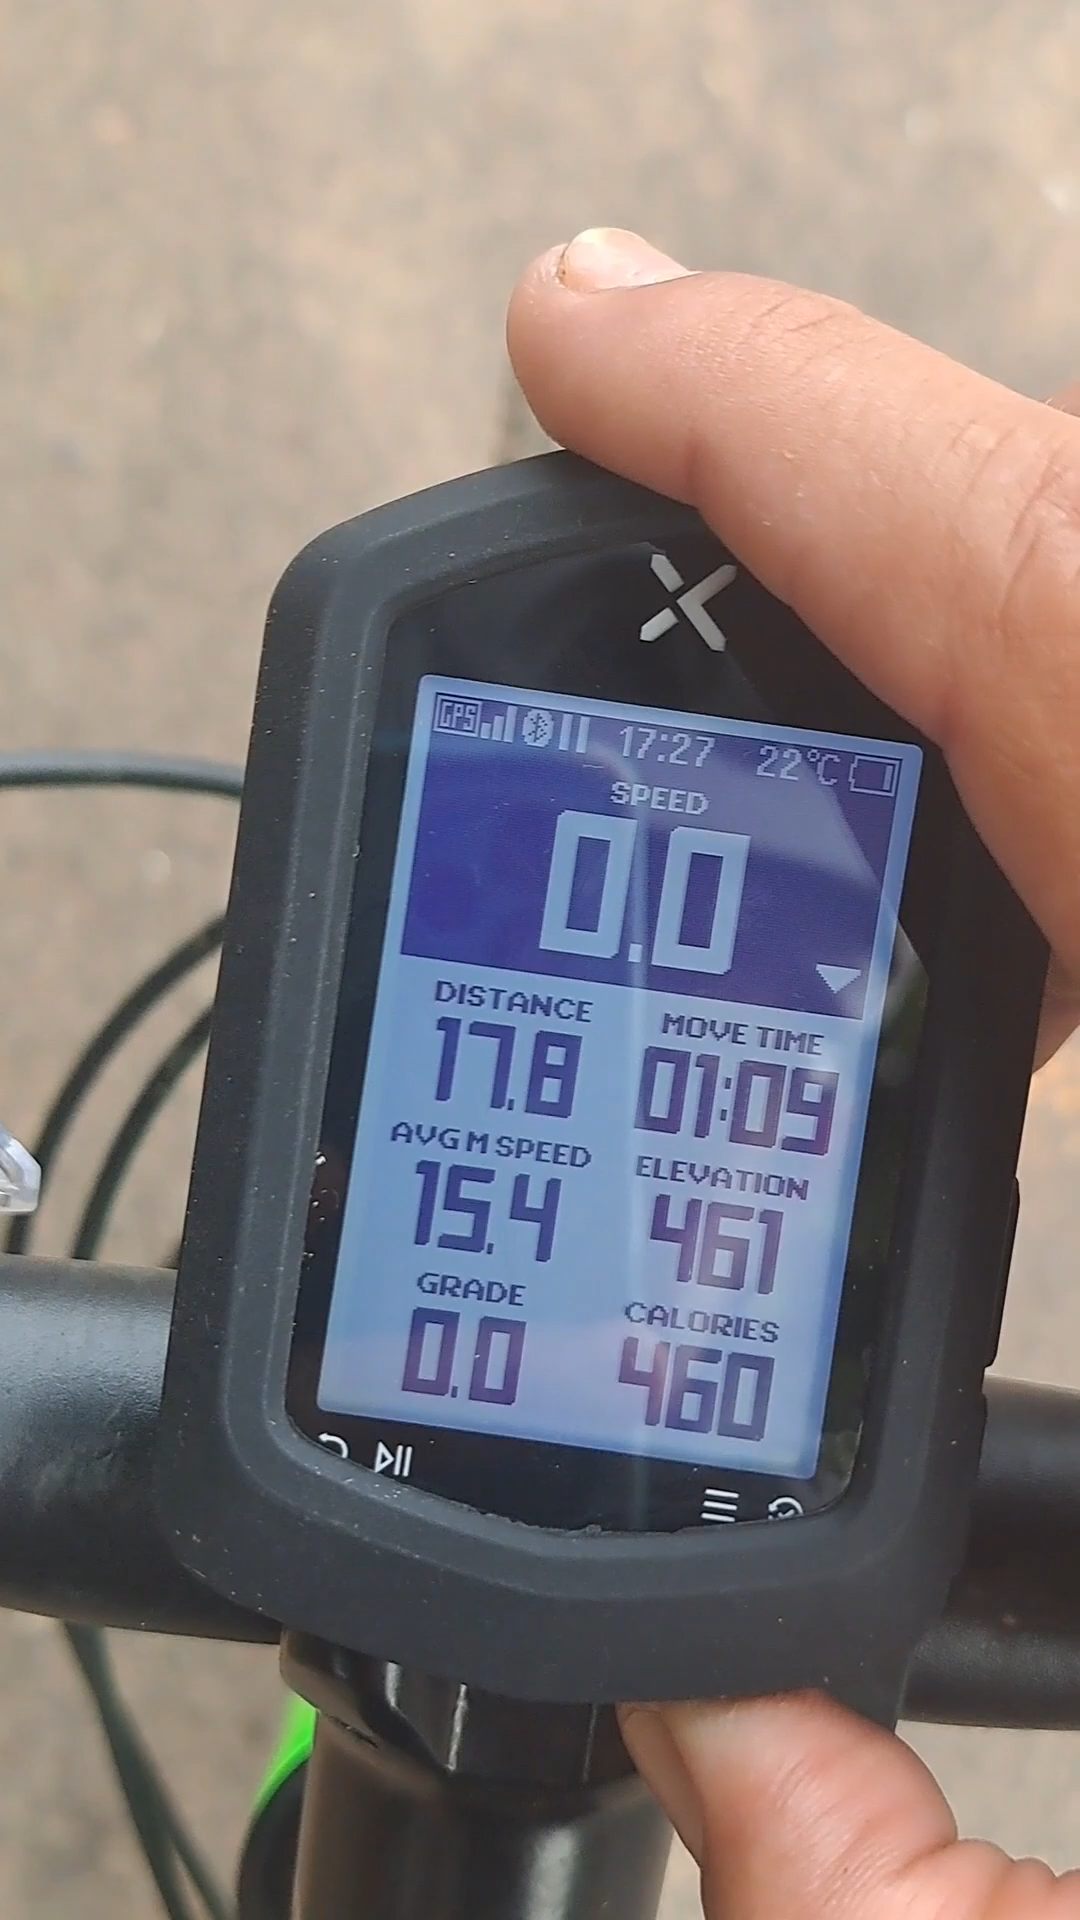 GPS 17:27 22°C
SPEED
0.0
DISTANCE MOVE TIME
17.8 01:09
AVG M SPEED ELEVATION
15.4 461
GRADE CALORIES
0.0 460